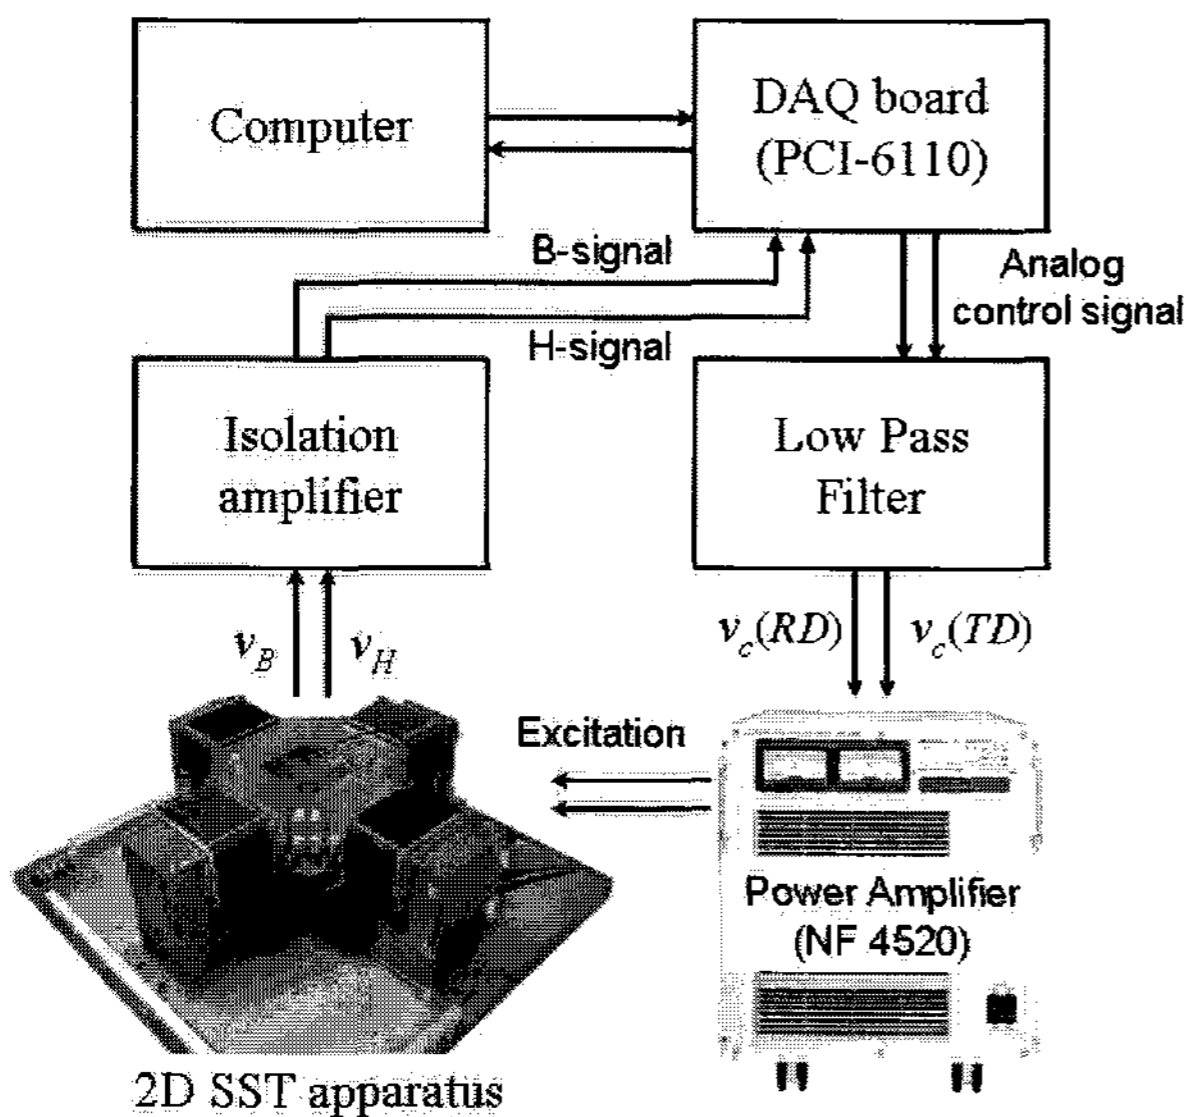 Computer
DAQ board
(PCI-6110)
B-signal
H-signal
Analog
control signal
Isolation
amplifier
Low Pass
Filter
v_B
v_H
v_c(RD)
v_c(TD)
Excitation
Power Amplifier
(NF 4520)
2D SST apparatus